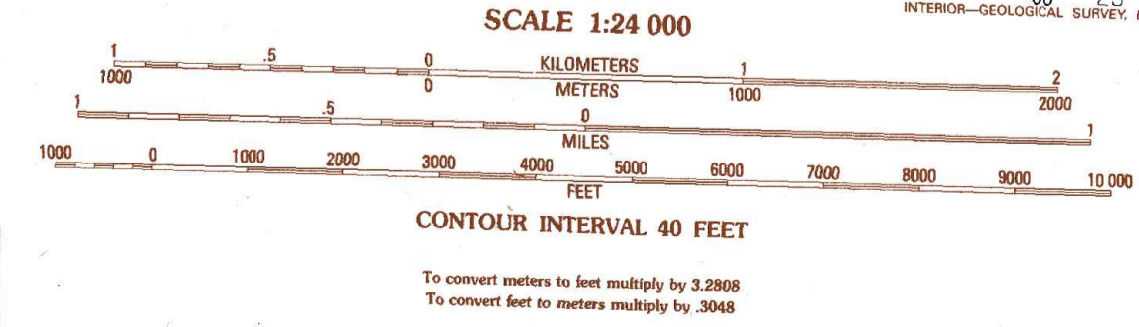 INTERIOR—GEOLOGICAL SURVEY,
SCALE 1:24 000
1 .5 0 KILOMETERS 1 2
1000 0 METERS 1000 2000
1 .5 0 1
MILES
1000 0 1000 2000 3000 4000 5000 6000 7000 8000 9000 10 000
FEET
CONTOUR INTERVAL 40 FEET
To convert meters to feet multiply by 3.2808
To convert feet to meters multiply by .3048